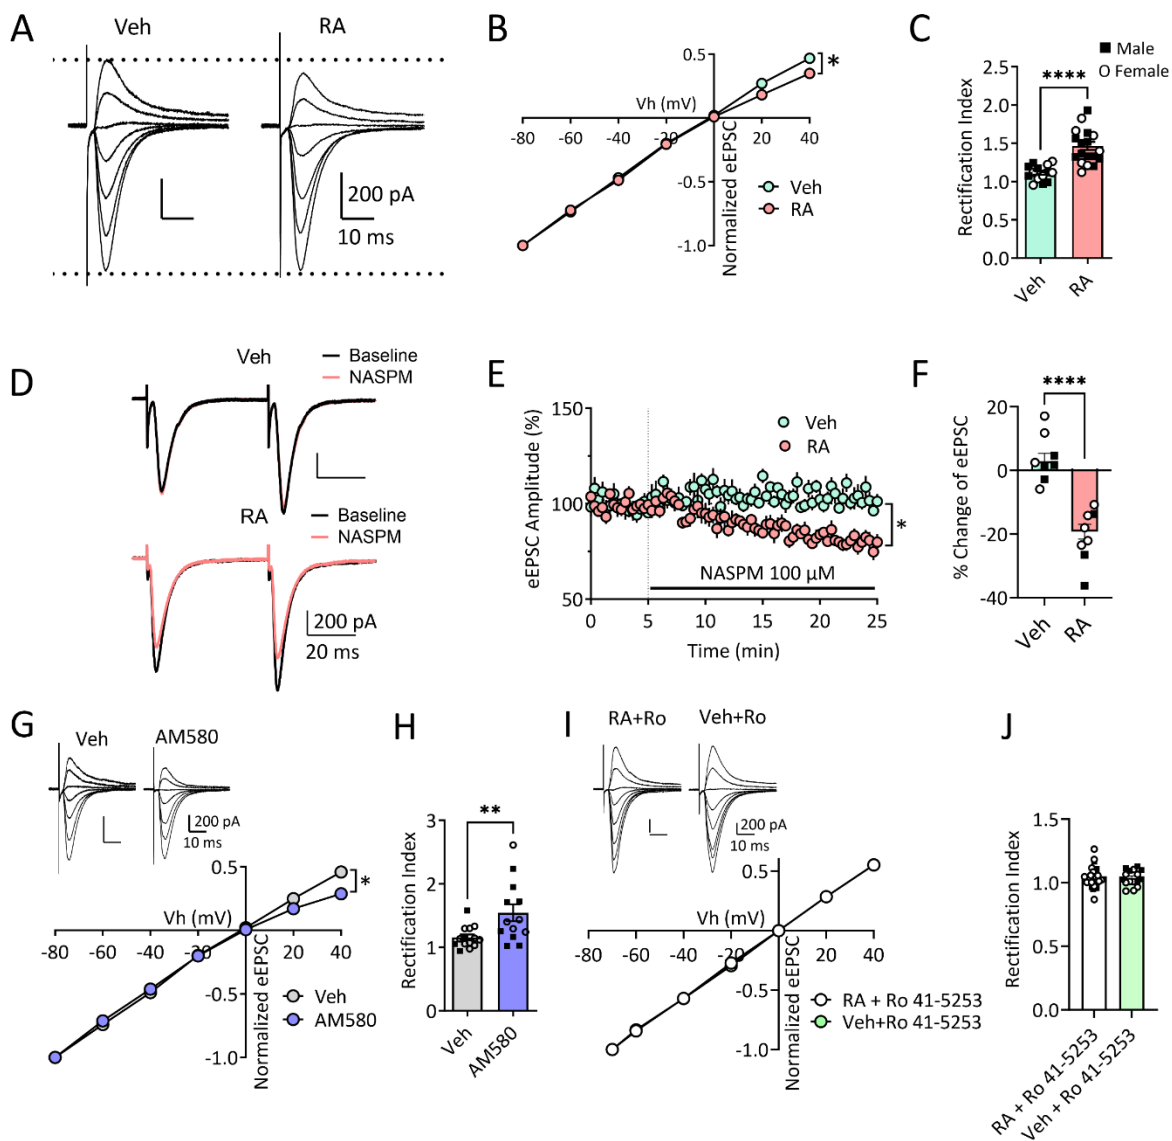 A
Veh
RA
200 pA
10 ms
B
0.5
*
Vh (mV)
-80
-60
-40
-20
20
40
-0.5
-1.0
Normalized eEPSC
Veh
RA
C
Male
Female
****
2.5
2.0
1.5
1.0
0.5
0.0
Rectification Index
Veh
RA
D
Veh
Baseline
NASPM
RA
Baseline
NASPM
200 pA
20 ms
E
150
100
50
eEPSC Amplitude (%)
Veh
RA
*
NASPM 100 µM
0
5
10
15
20
25
Time (min)
F
****
20
0
-20
-40
% Change of eEPSC
Veh
RA
G
Veh
AM580
200 pA
10 ms
0.5
*
Vh (mV)
-80
-60
-40
-20
20
40
-0.5
-1.0
Normalized eEPSC
Veh
AM580
H
**
3
2
1
0
Rectification Index
Veh
AM580
I
RA+Ro
Veh+Ro
200 pA
10 ms
0.5
Vh (mV)
-80
-60
-40
-20
20
40
-0.5
-1.0
Normalized eEPSC
RA + Ro 41-5253
Veh+Ro 41-5253
J
1.5
1.0
0.5
0.0
Rectification Index
RA + Ro 41-5253
Veh + Ro 41-5253